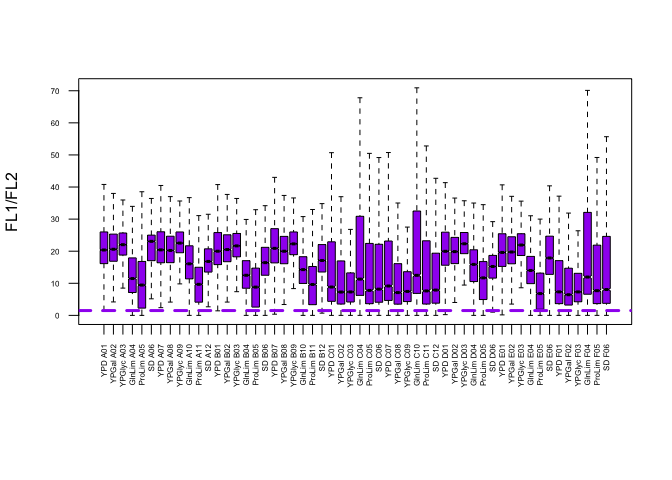 FL1/FL2
70
60
50
40
30
20
10
0
YPD A01
YPGal A02
YPGlyc A03
GlnLim A04
ProLim A05
SD A06
YPD A07
YPGal A08
YPGlyc A09
GlnLim A10
ProLim A11
SD A12
YPD B01
YPGal B02
YPGlyc B03
GlnLim B04
ProLim B05
SD B06
YPD B07
YPGal B08
YPGlyc B09
GlnLim B10
ProLim B11
SD B12
YPD C01
YPGal C02
YPGlyc C03
GlnLim C04
ProLim C05
SD C06
YPD C07
YPGal C08
YPGlyc C09
GlnLim C10
ProLim C11
SD C12
YPD D01
YPGal D02
YPGlyc D03
GlnLim D04
ProLim D05
SD D06
YPD E01
YPGal E02
YPGlyc E03
GlnLim E04
ProLim E05
SD E06
YPD F01
YPGal F02
YPGlyc F03
GlnLim F04
ProLim F05
SD F06